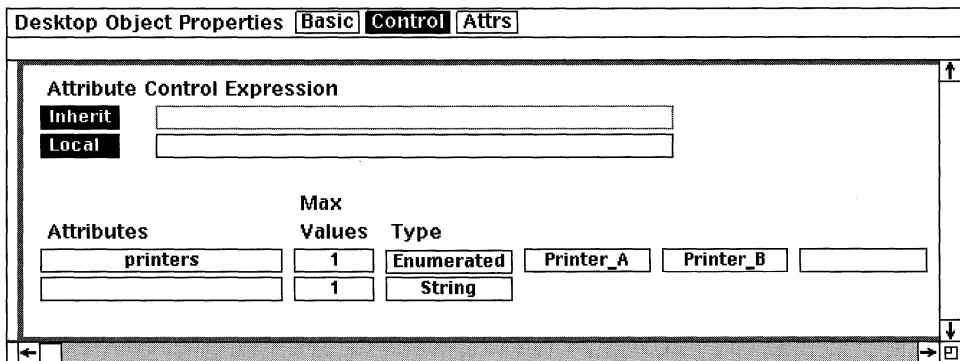 Desktop Object Properties Basic Control Attrs
Attribute Control Expression
Inherit
Local
Max
Attributes Values Type
printers 1 Enumerated Printer_A Printer_B
1 String